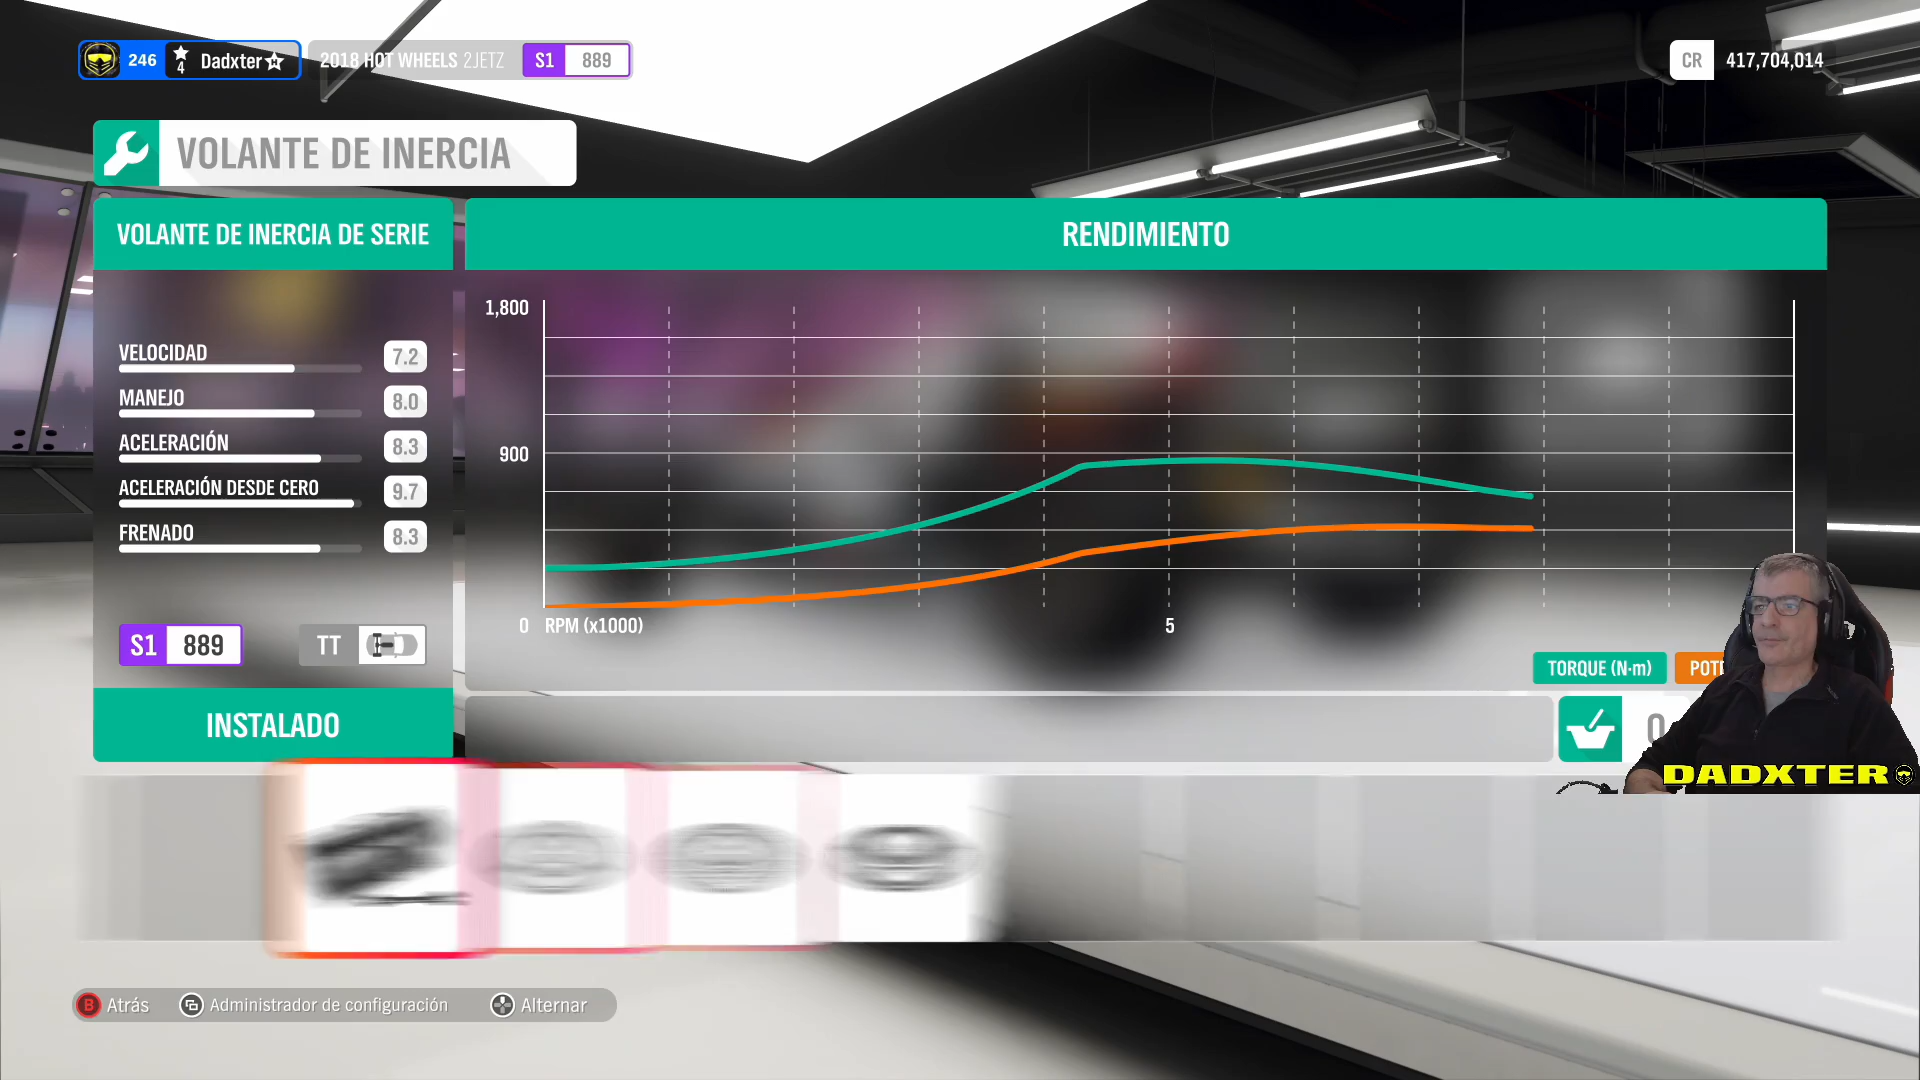 246
4
Dadxter
2018 HOT WHEELS 2JETZ
S1 889
CR 417,704,014
VOLANTE DE INERCIA
VOLANTE DE INERCIA DE SERIE
VELOCIDAD 7.2
MANEJO 8.0
ACELERACIÓN 8.3
ACELERACIÓN DESDE CERO 9.7
FRENADO 8.3
S1 889
TT
INSTALADO
RENDIMIENTO
1,800
900
0 RPM (x1000) 5
TORQUE (N·m)
0
DADXTER
B Atrás
Administrador de configuración
Alternar